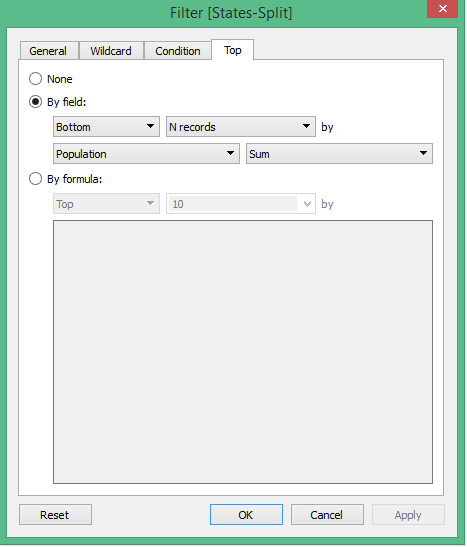 Filter [States-Split]
General Wildcard Condition Top
None
By field:
Bottom N records by
Population Sum
By formula:
Top 10 by
Reset OK Cancel Apply